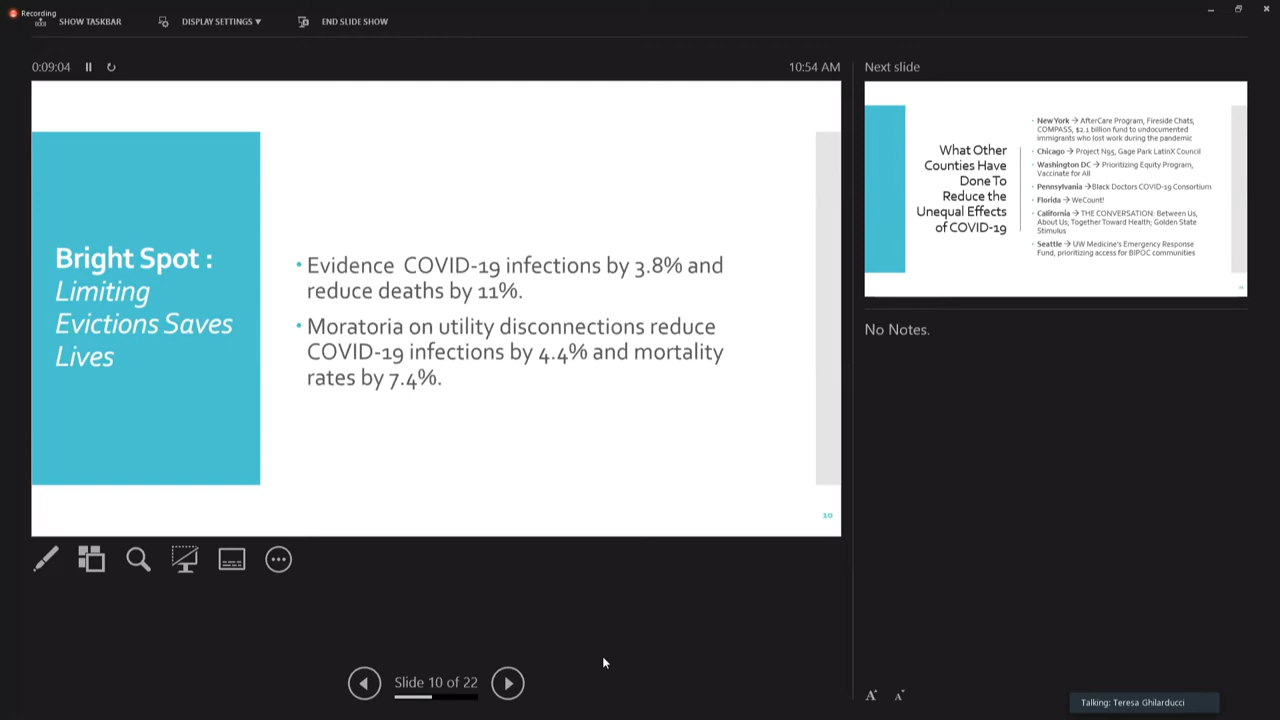 Recording
SHOW TASKBAR
DISPLAY SETTINGS ▼
END SLIDE SHOW
0:09:04
10:54 AM
Bright Spot :
Limiting
Evictions Saves
Lives
• Evidence COVID-19 infections by 3.8% and
reduce deaths by 11%.
• Moratoria on utility disconnections reduce
COVID-19 infections by 4.4% and mortality
rates by 7.4%.
10
Slide 10 of 22
Next slide
What Other
Counties Have
Done To
Reduce the
Unequal Effects
of COVID-19
• New York → AfterCare Program, Fireside Chats,
COMPASS, $2.1 billion fund to undocumented
immigrants who lost work during the pandemic
• Chicago → Project N95, Gage Park LatinX Council
• Washington DC → Prioritizing Equity Program,
Vaccinate for All
• Pennsylvania →Black Doctors COVID-19 Consortium
• Florida → WeCount!
• California → THE CONVERSATION: Between Us,
About Us; Together Toward Health; Golden State
Stimulus
• Seattle → UW Medicine's Emergency Response
Fund, prioritizing access for BIPOC communities
No Notes.
A A
Talking: Teresa Ghilarducci